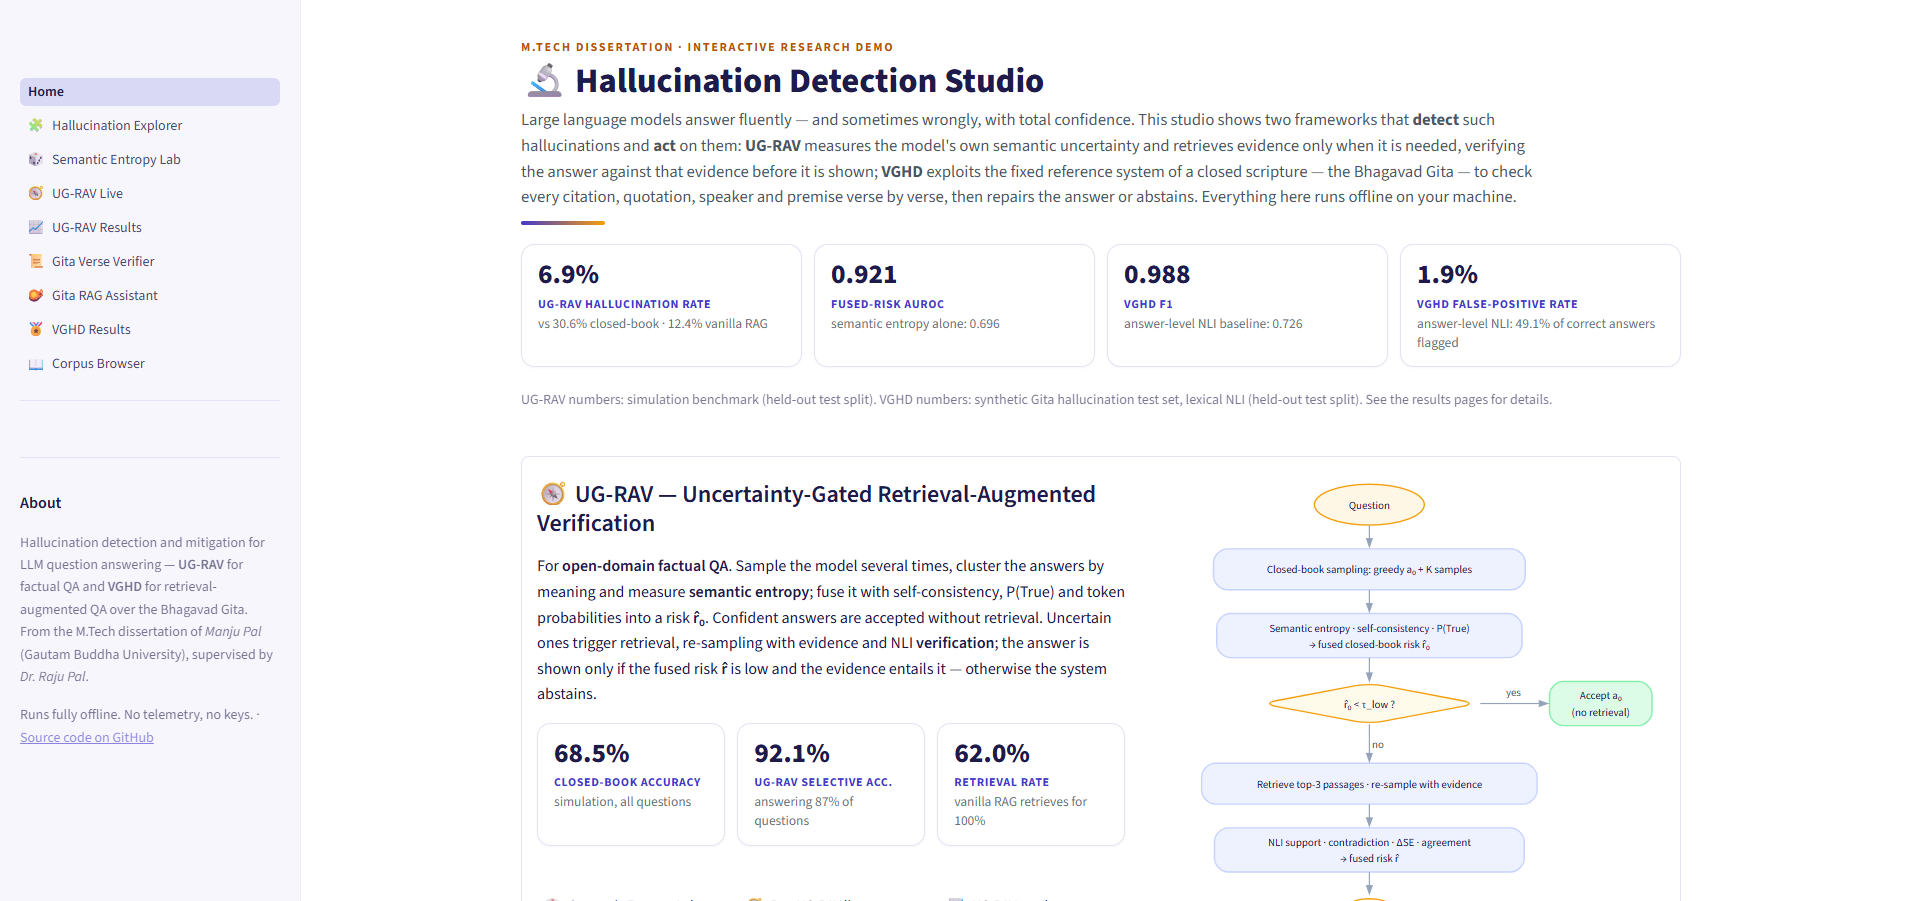 Home
Hallucination Explorer
Semantic Entropy Lab
UG-RAV Live
UG-RAV Results
Gita Verse Verifier
Gita RAG Assistant
VGHD Results
Corpus Browser
About
Hallucination detection and mitigation for
LLM question answering — UG-RAV for
factual QA and VGHD for retrieval-
augmented QA over the Bhagavad Gita.
From the M.Tech dissertation of Manju Pal
(Gautam Buddha University), supervised by
Dr. Raju Pal.
Runs fully offline. No telemetry, no keys. ·
Source code on GitHub
M.TECH DISSERTATION · INTERACTIVE RESEARCH DEMO
Hallucination Detection Studio
Large language models answer fluently — and sometimes wrongly, with total confidence. This studio shows two frameworks that detect such
hallucinations and act on them: UG-RAV measures the model's own semantic uncertainty and retrieves evidence only when it is needed, verifying
the answer against that evidence before it is shown; VGHD exploits the fixed reference system of a closed scripture — the Bhagavad Gita — to check
every citation, quotation, speaker and premise verse by verse, then repairs the answer or abstains. Everything here runs offline on your machine.
6.9%
UG-RAV HALLUCINATION RATE
vs 30.6% closed-book · 12.4% vanilla RAG
0.921
FUSED-RISK AUROC
semantic entropy alone: 0.696
0.988
VGHD F1
answer-level NLI baseline: 0.726
1.9%
VGHD FALSE-POSITIVE RATE
answer-level NLI: 49.1% of correct answers
flagged
UG-RAV numbers: simulation benchmark (held-out test split). VGHD numbers: synthetic Gita hallucination test set, lexical NLI (held-out test split). See the results pages for details.
UG-RAV — Uncertainty-Gated Retrieval-Augmented
Verification
For open-domain factual QA. Sample the model several times, cluster the answers by
meaning and measure semantic entropy; fuse it with self-consistency, P(True) and token
probabilities into a risk r̂₀. Confident answers are accepted without retrieval. Uncertain
ones trigger retrieval, re-sampling with evidence and NLI verification; the answer is
shown only if the fused risk r̂ is low and the evidence entails it — otherwise the system
abstains.
68.5%
CLOSED-BOOK ACCURACY
simulation, all questions
92.1%
UG-RAV SELECTIVE ACC.
answering 87% of
questions
62.0%
RETRIEVAL RATE
vanilla RAG retrieves for
100%
Question
Closed-book sampling: greedy a₀ + K samples
Semantic entropy · self-consistency · P(True)
→ fused closed-book risk r̂₀
r̂₀ < τ_low ?
yes
Accept a₀
(no retrieval)
no
Retrieve top-3 passages · re-sample with evidence
NLI support · contradiction · ΔSE · agreement
→ fused risk r̂